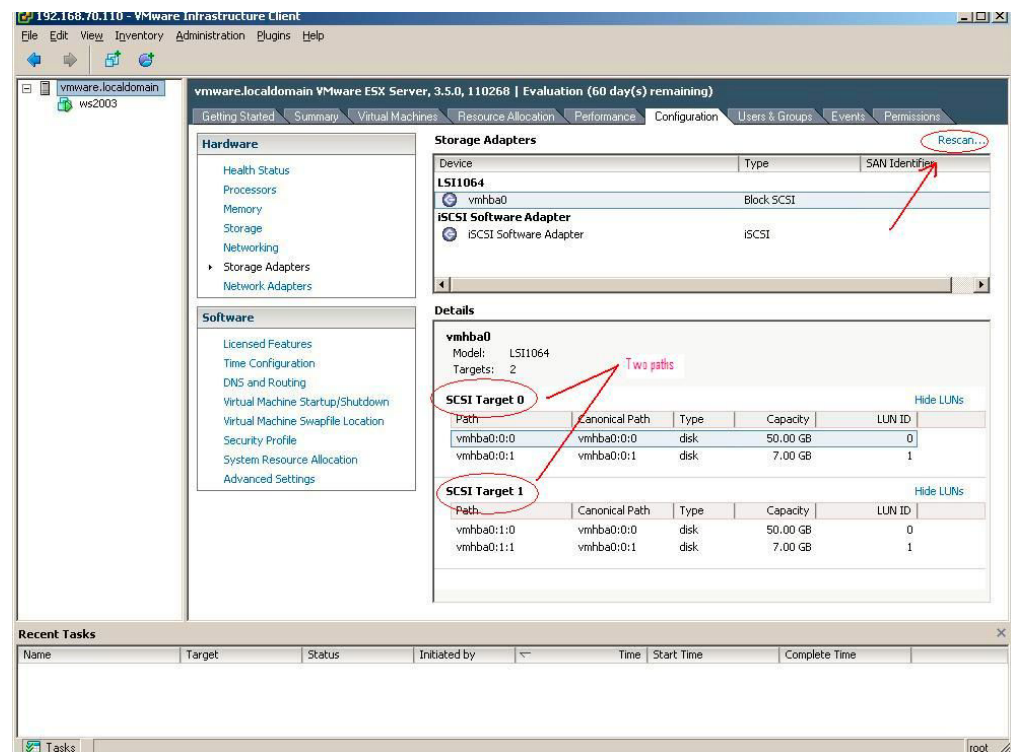 192.168.70.110 - VMware Infrastructure Client
File Edit View Inventory Administration Plugins Help
vmware.localdomain
ws2003
vmware.localdomain VMware ESX Server, 3.5.0, 110268 | Evaluation (60 day(s) remaining)
Getting Started Summary Virtual Machines Resource Allocation Performance Configuration Users & Groups Events Permissions
Hardware
Health Status
Processors
Memory
Storage
Networking
Storage Adapters
Network Adapters
Software
Licensed Features
Time Configuration
DNS and Routing
Virtual Machine Startup/Shutdown
Virtual Machine Swapfile Location
Security Profile
System Resource Allocation
Advanced Settings
Storage Adapters Rescan...
Device Type SAN Identifier
LSI1064
vmhba0 Block SCSI
iSCSI Software Adapter
iSCSI Software Adapter iSCSI
Details
vmhba0
Model: LSI1064
Targets: 2
Two paths
SCSI Target 0 Hide LUNs
Path Canonical Path Type Capacity LUN ID
vmhba0:0:0 vmhba0:0:0 disk 50.00 GB 0
vmhba0:0:1 vmhba0:0:1 disk 7.00 GB 1
SCSI Target 1 Hide LUNs
Path Canonical Path Type Capacity LUN ID
vmhba0:1:0 vmhba0:0:0 disk 50.00 GB 0
vmhba0:1:1 vmhba0:0:1 disk 7.00 GB 1
Recent Tasks
Name Target Status Initiated by Time Start Time Complete Time
Tasks root